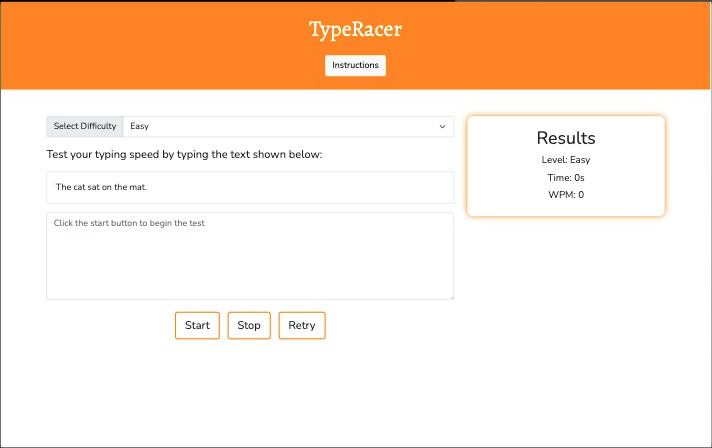 TypeRacer
Instructions
Select Difficulty Easy
Test your typing speed by typing the text shown below:
The cat sat on the mat.
Click the start button to begin the test
Start Stop Retry
Results
Level: Easy
Time: 0s
WPM: 0